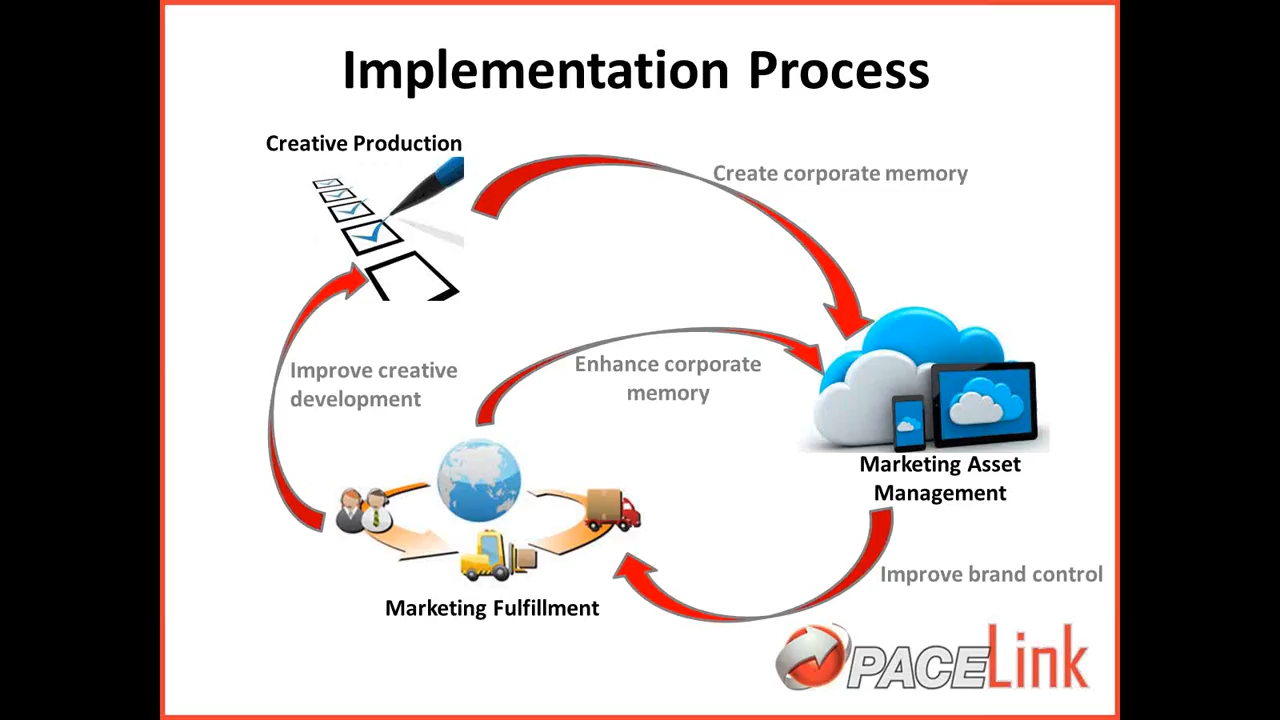 Implementation Process
Creative Production
Create corporate memory
Improve creative
development
Enhance corporate
memory
Marketing Asset
Management
Improve brand control
Marketing Fulfillment
PACELink